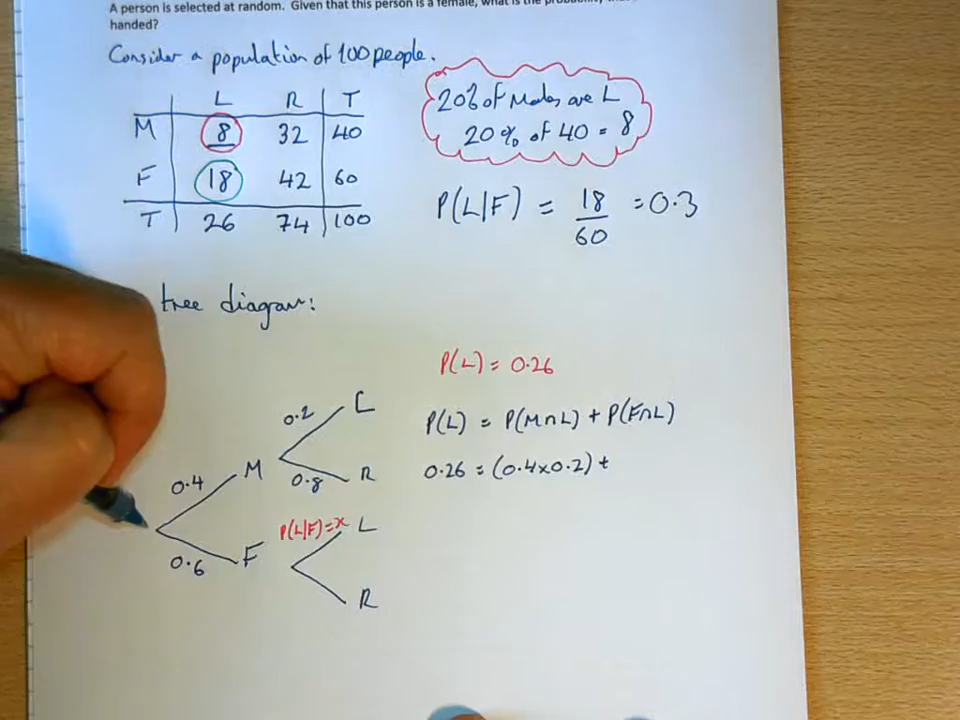 A person is selected at random. Given that this person is a female, what is the
handed?
Consider a population of 100 people.
L R T
M 8 32 40
F 18 42 60
T 26 74 100
20% of Males are L
20% of 40 = 8
P(L|F) = 18/60 = 0.3
tree diagram:
P(L) = 0.26
P(L) = P(M∩L) + P(F∩L)
0.26 = (0.4×0.2) +
0.2 L
0.4 M
0.8 R
P(L|F)=x L
0.6 F
R